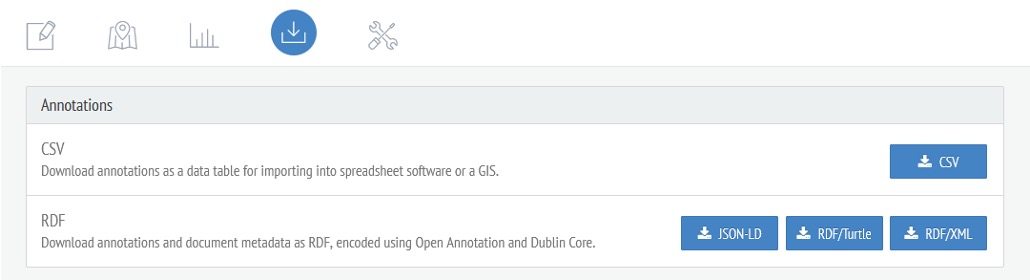 Annotations
CSV
Download annotations as a data table for importing into spreadsheet software or a GIS.
CSV
RDF
Download annotations and document metadata as RDF, encoded using Open Annotation and Dublin Core.
JSON-LD
RDF/Turtle
RDF/XML